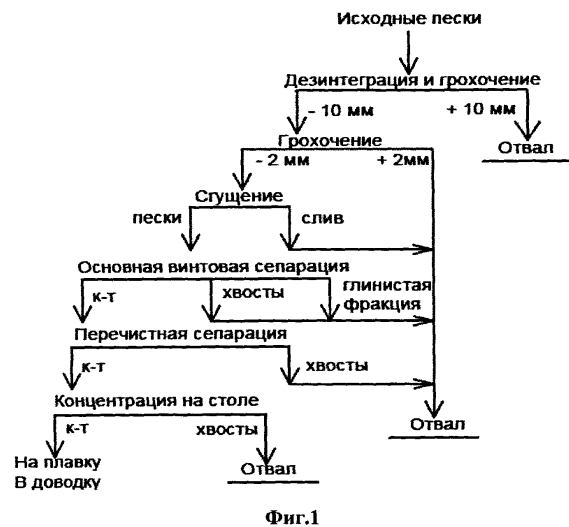 Исходные пески
Дезинтеграция и грохочение
- 10 мм
+ 10 мм
Грохочение
Отвал
- 2 мм
+ 2мм
Сгущение
пески
слив
Основная винтовая сепарация
к-т
хвосты
глинистая
фракция
Перечистная сепарация
к-т
хвосты
Концентрация на столе
к-т
хвосты
Отвал
На плавку
В доводку
Отвал
Фиг.1